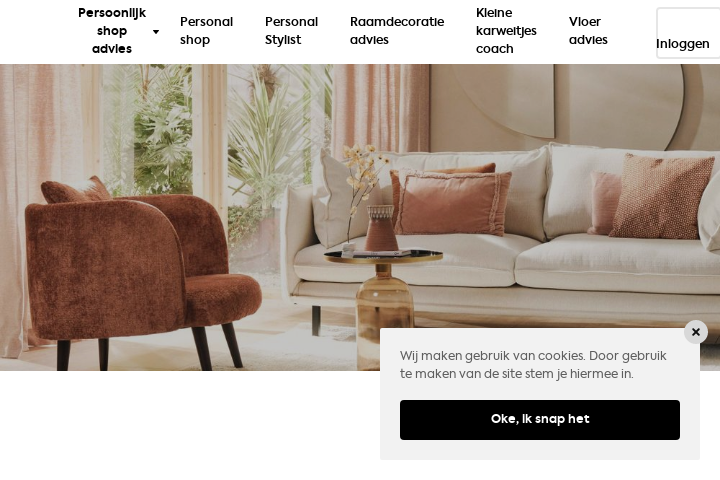 Persoonlijk
shop
advies
Personal
shop
Personal
Stylist
Raamdecoratie
advies
Kleine
karweitjes
coach
Vloer
advies
Inloggen
Wij maken gebruik van cookies. Door gebruik
te maken van de site stem je hiermee in.
Oke, ik snap het